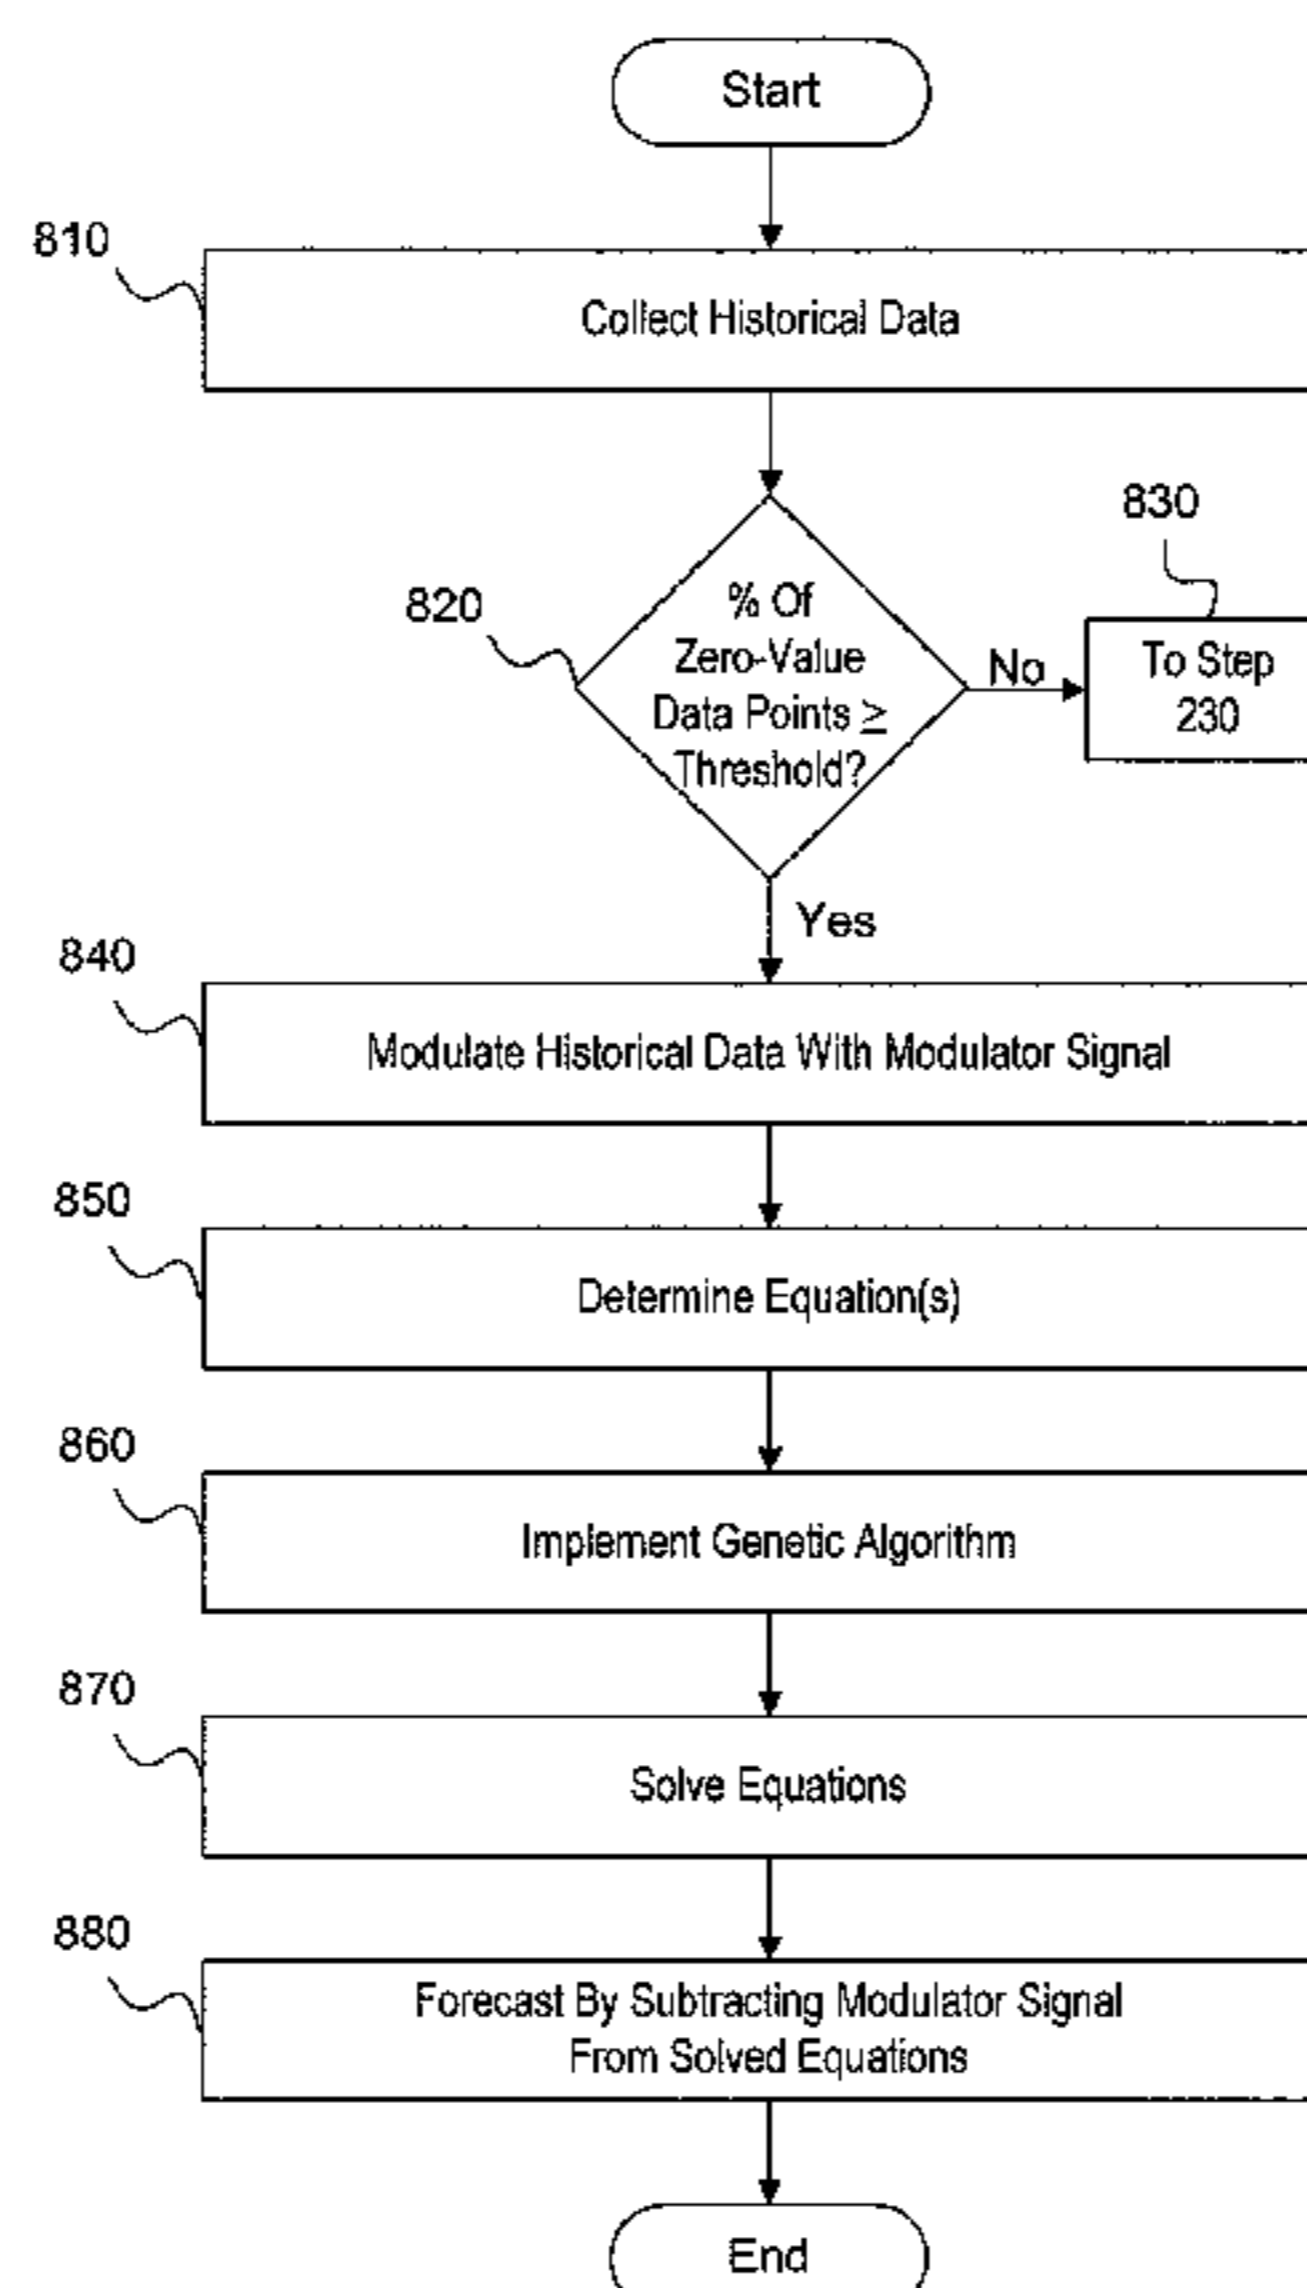 Start
810
Collect Historical Data
830
820
% Of
Zero-Value
Data Points ≥
Threshold?
No
To Step
230
Yes
840
Modulate Historical Data With Modulator Signal
850
Determine Equation(s)
860
Implement Genetic Algorithm
870
Solve Equations
880
Forecast By Subtracting Modulator Signal
From Solved Equations
End